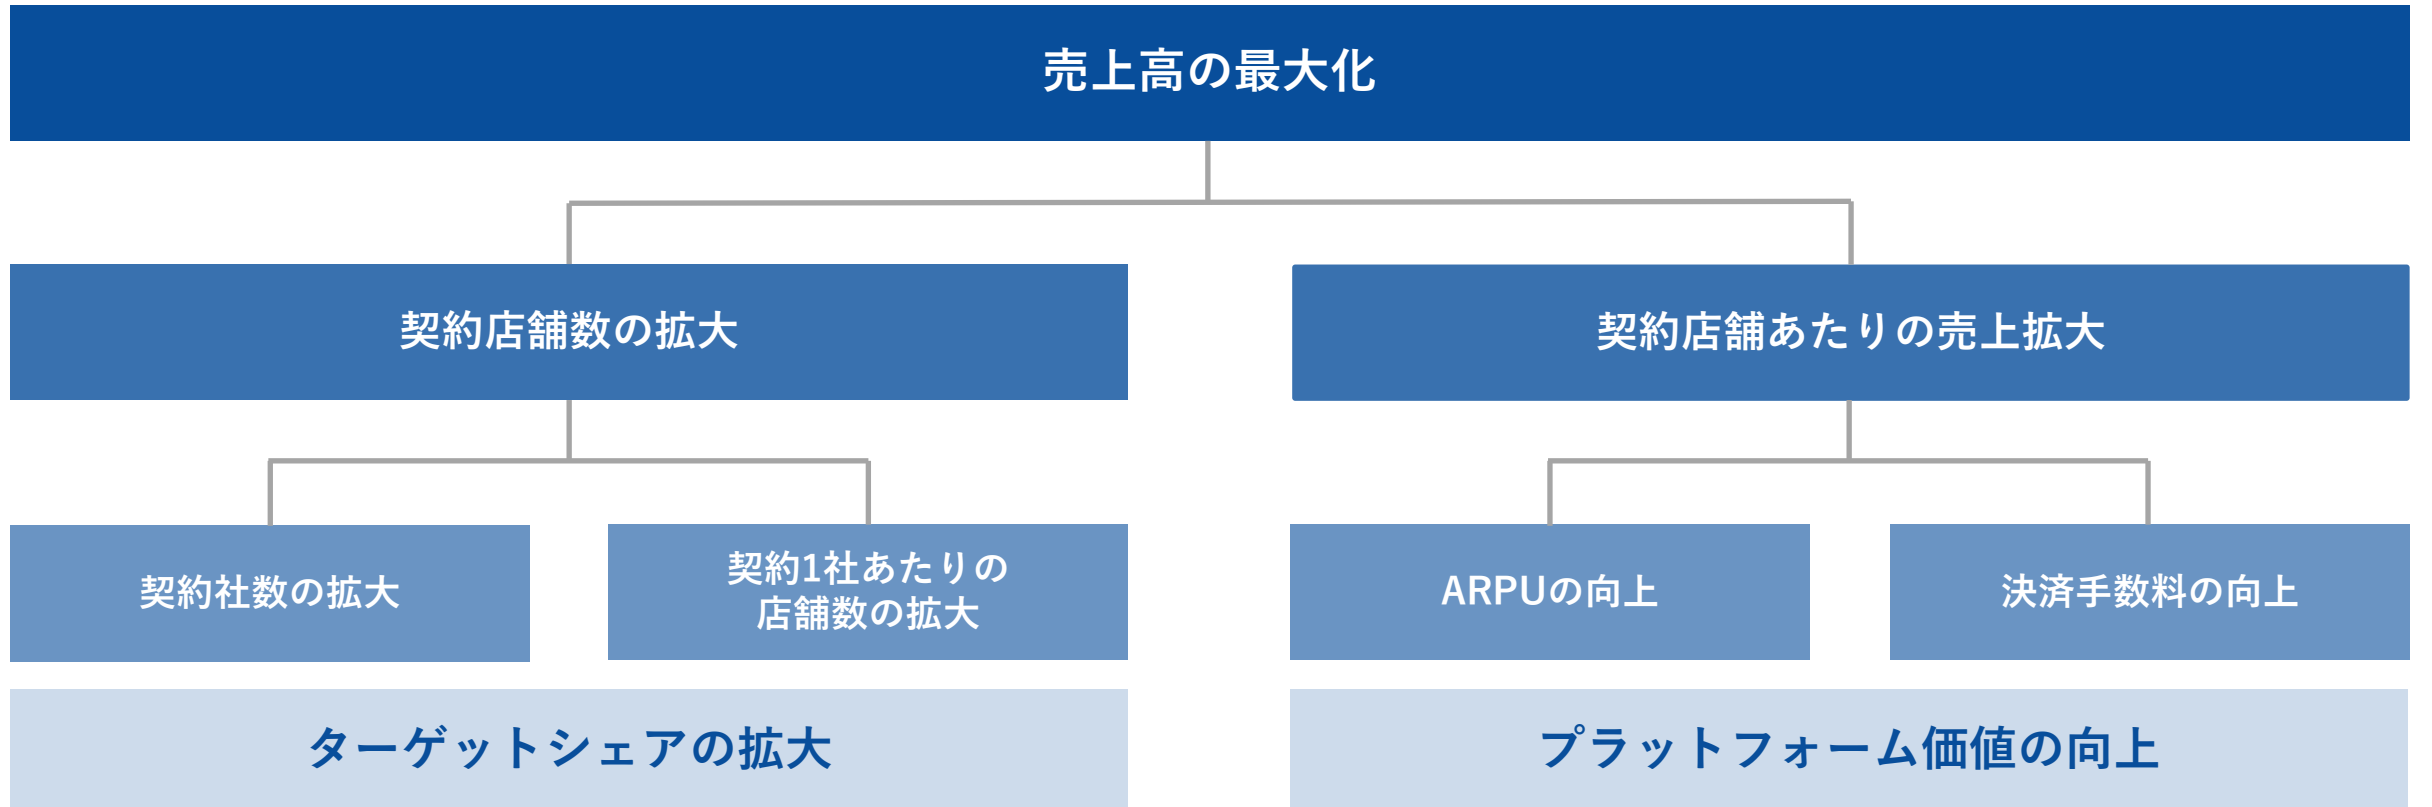 売上高の最大化
契約店舗数の拡大
契約店舗あたりの売上拡大
契約社数の拡大
契約1社あたりの
店舗数の拡大
ARPUの向上
決済手数料の向上
ターゲットシェアの拡大
プラットフォーム価値の向上